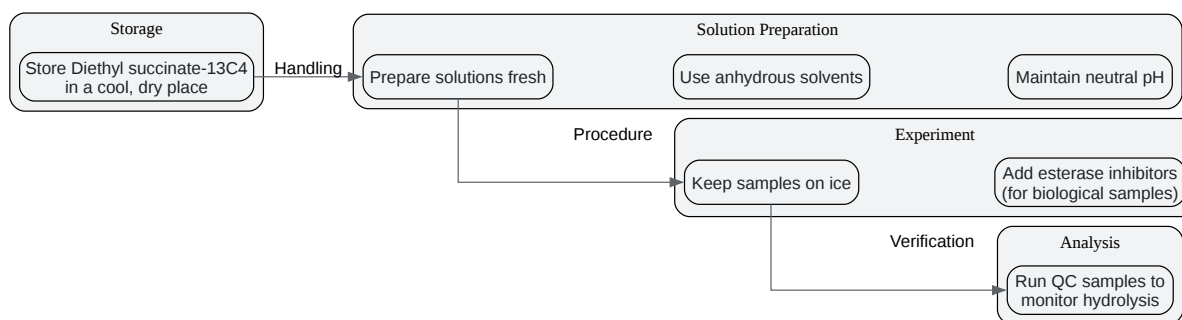 Storage
Store Diethyl succinate-13C4
in a cool, dry place
Handling
Solution Preparation
Prepare solutions fresh
Use anhydrous solvents
Maintain neutral pH
Procedure
Experiment
Keep samples on ice
Add esterase inhibitors
(for biological samples)
Verification
Analysis
Run QC samples to
monitor hydrolysis